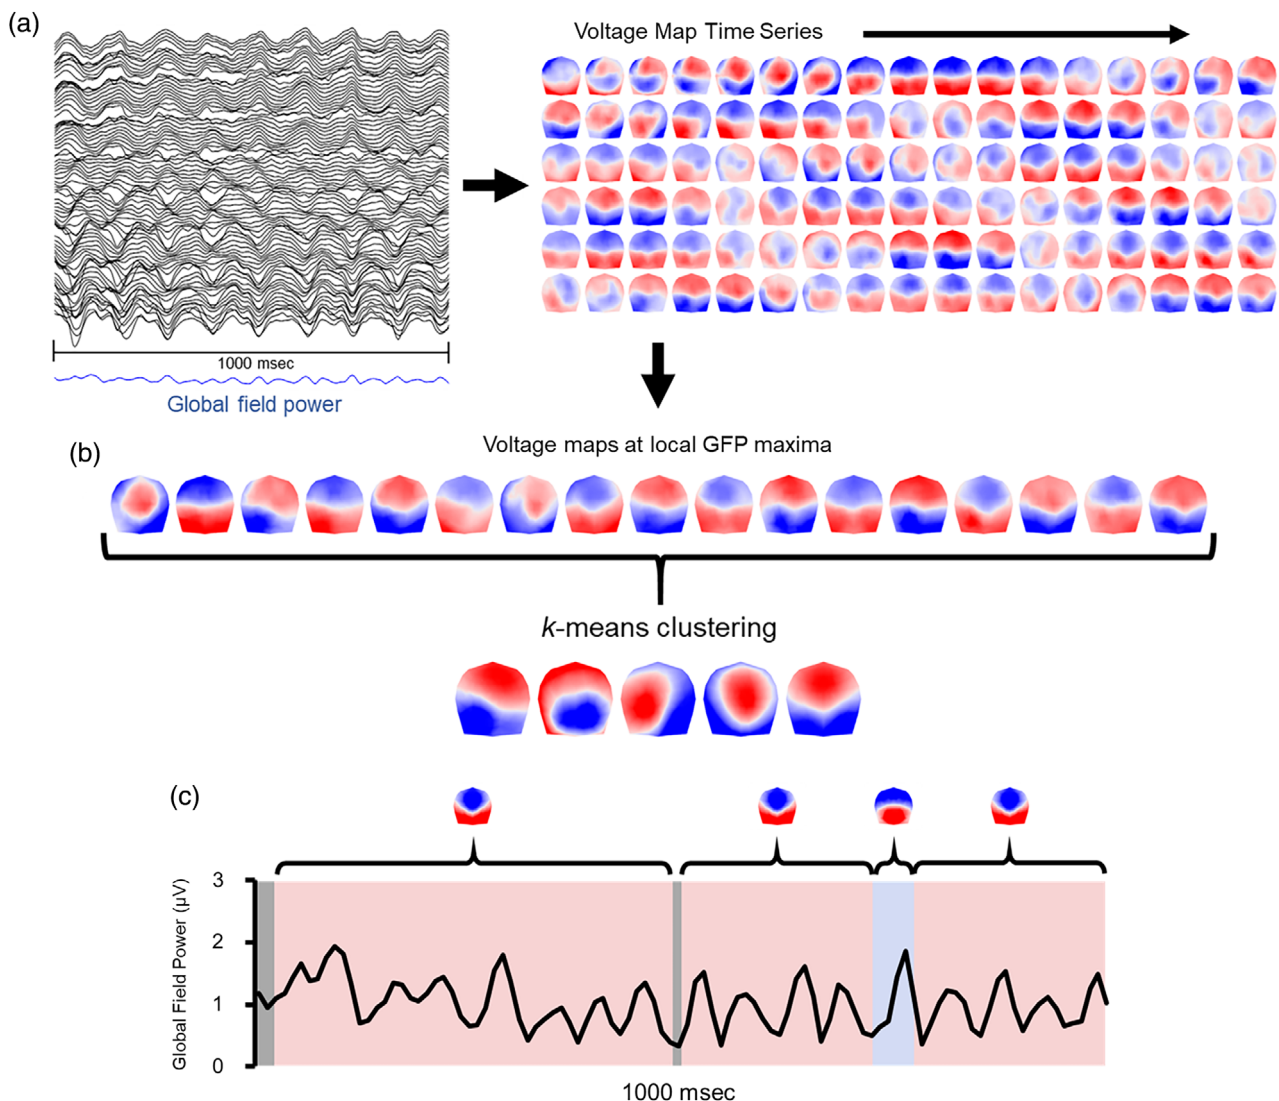 (a)
Voltage Map Time Series
1000 msec
Global field power
(b)
Voltage maps at local GFP maxima
k-means clustering
(c)
Global Field Power (μV)
3
2
1
0
1000 msec